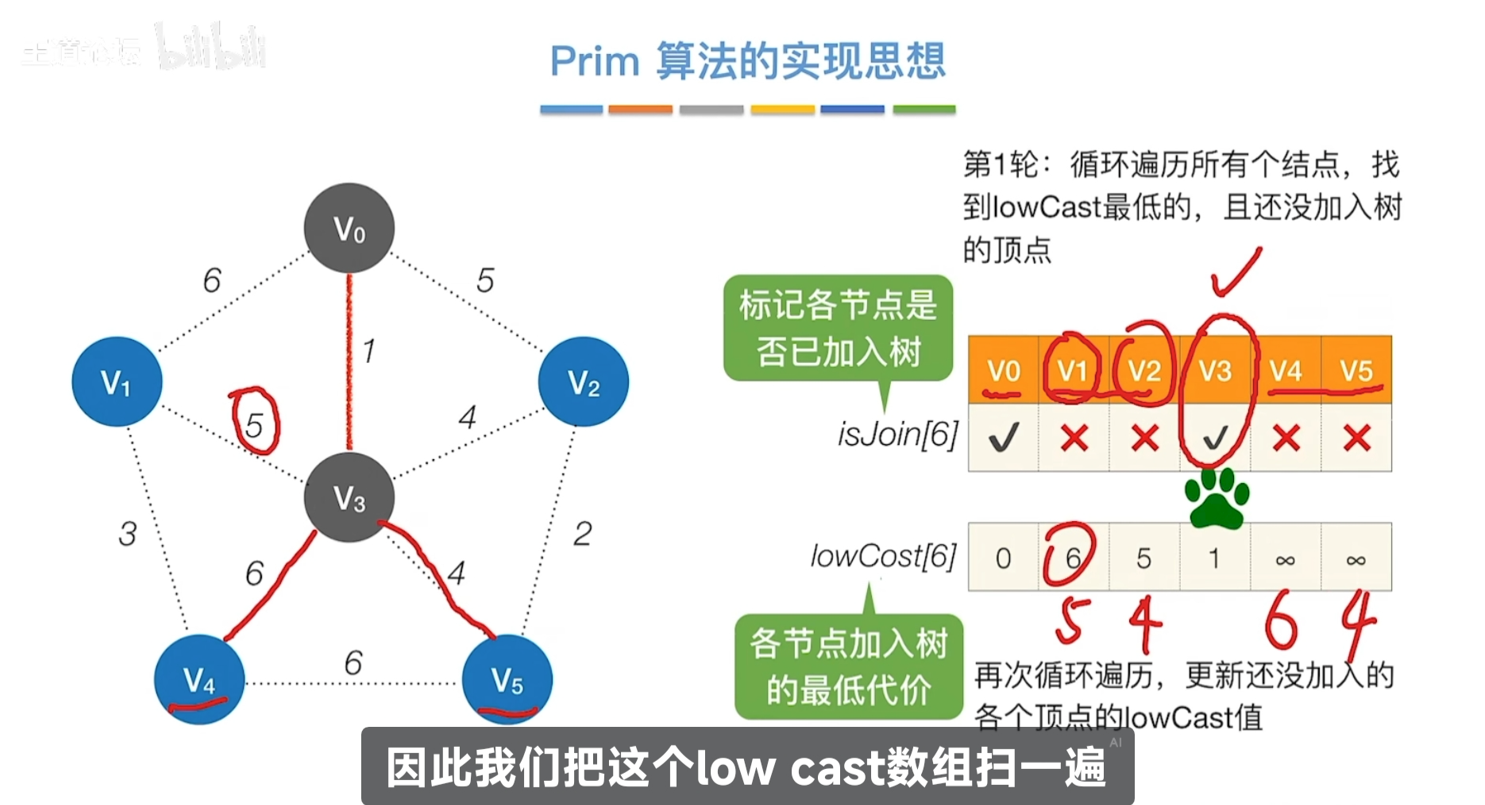 王道论坛 bilibili
Prim 算法的实现思想
第1轮：循环遍历所有个结点，找
到lowCast最低的，且还没加入树
的顶点
V0
6
5
1
标记各节点是
否已加入树
V1
V2
5
4
V0 V1 V2 V3 V4 V5
isJoin[6] ✓ ✗ ✗ ✓ ✗ ✗
V3
3
2
6
4
lowCost[6] 0 6 5 1 ∞ ∞
5 4 6 4
各节点加入树
的最低代价
V4
6
V5
再次循环遍历，更新还没加入的
各个顶点的lowCast值
AI
因此我们把这个low cast数组扫一遍